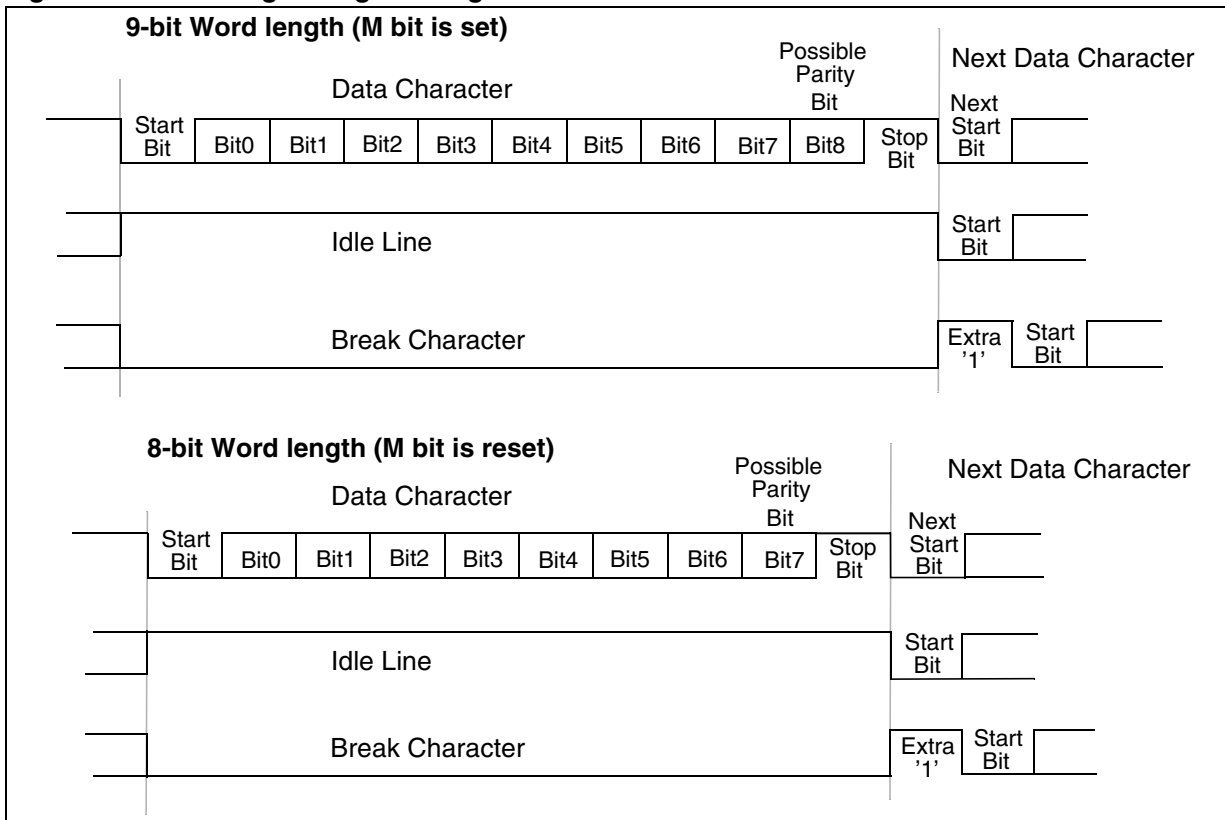 9-bit Word length (M bit is set)
Possible
Parity
Bit
Next Data Character
Data Character
Start
Bit
Bit0
Bit1
Bit2
Bit3
Bit4
Bit5
Bit6
Bit7
Bit8
Stop
Bit
Next
Start
Bit
Idle Line
Start
Bit
Break Character
Extra
'1'
Start
Bit
8-bit Word length (M bit is reset)
Possible
Parity
Bit
Next Data Character
Data Character
Start
Bit
Bit0
Bit1
Bit2
Bit3
Bit4
Bit5
Bit6
Bit7
Stop
Bit
Next
Start
Bit
Idle Line
Start
Bit
Break Character
Extra
'1'
Start
Bit